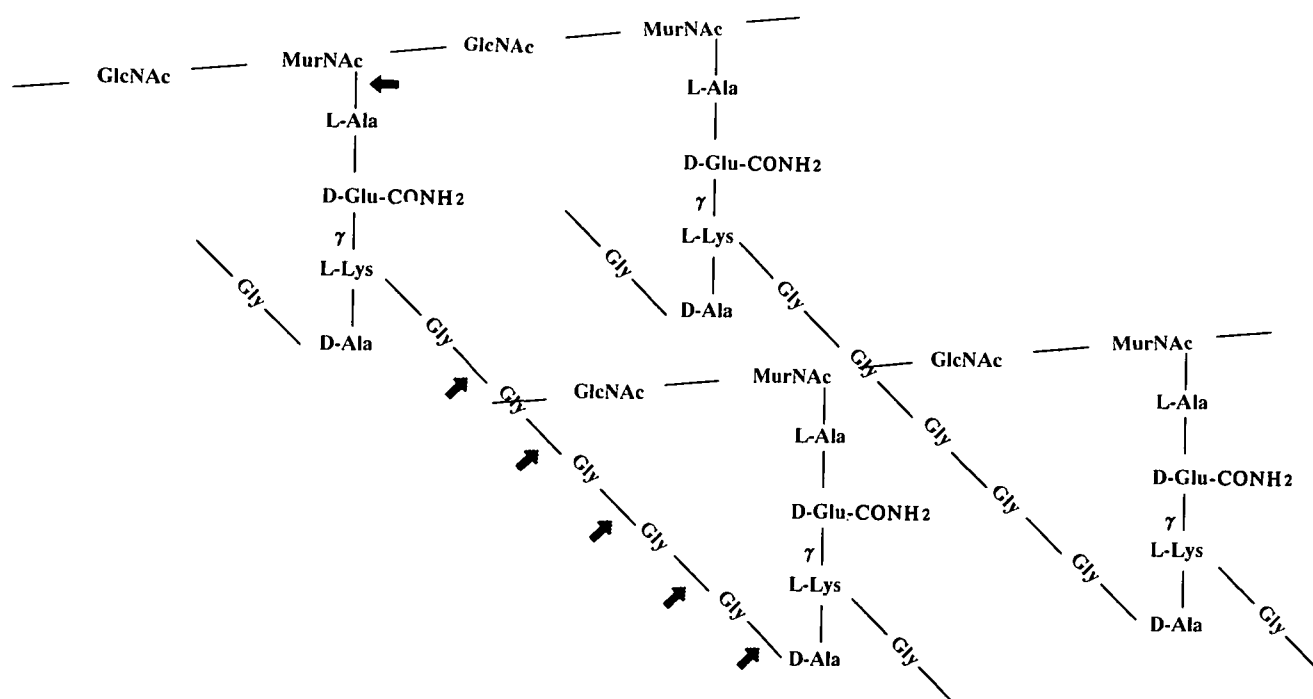 GlcNAc MurNAc GlcNAc MurNAc
L-Ala L-Ala
D-Glu-CONH2 D-Glu-CONH2
γ γ
L-Lys L-Lys
Gly Gly
D-Ala D-Ala
Gly Gly
Gly Gly
Gly Gly
Gly Gly
Gly Gly
GlcNAc MurNAc GlcNAc MurNAc
L-Ala L-Ala
D-Glu-CONH2 D-Glu-CONH2
γ γ
L-Lys L-Lys
D-Ala D-Ala
Gly Gly